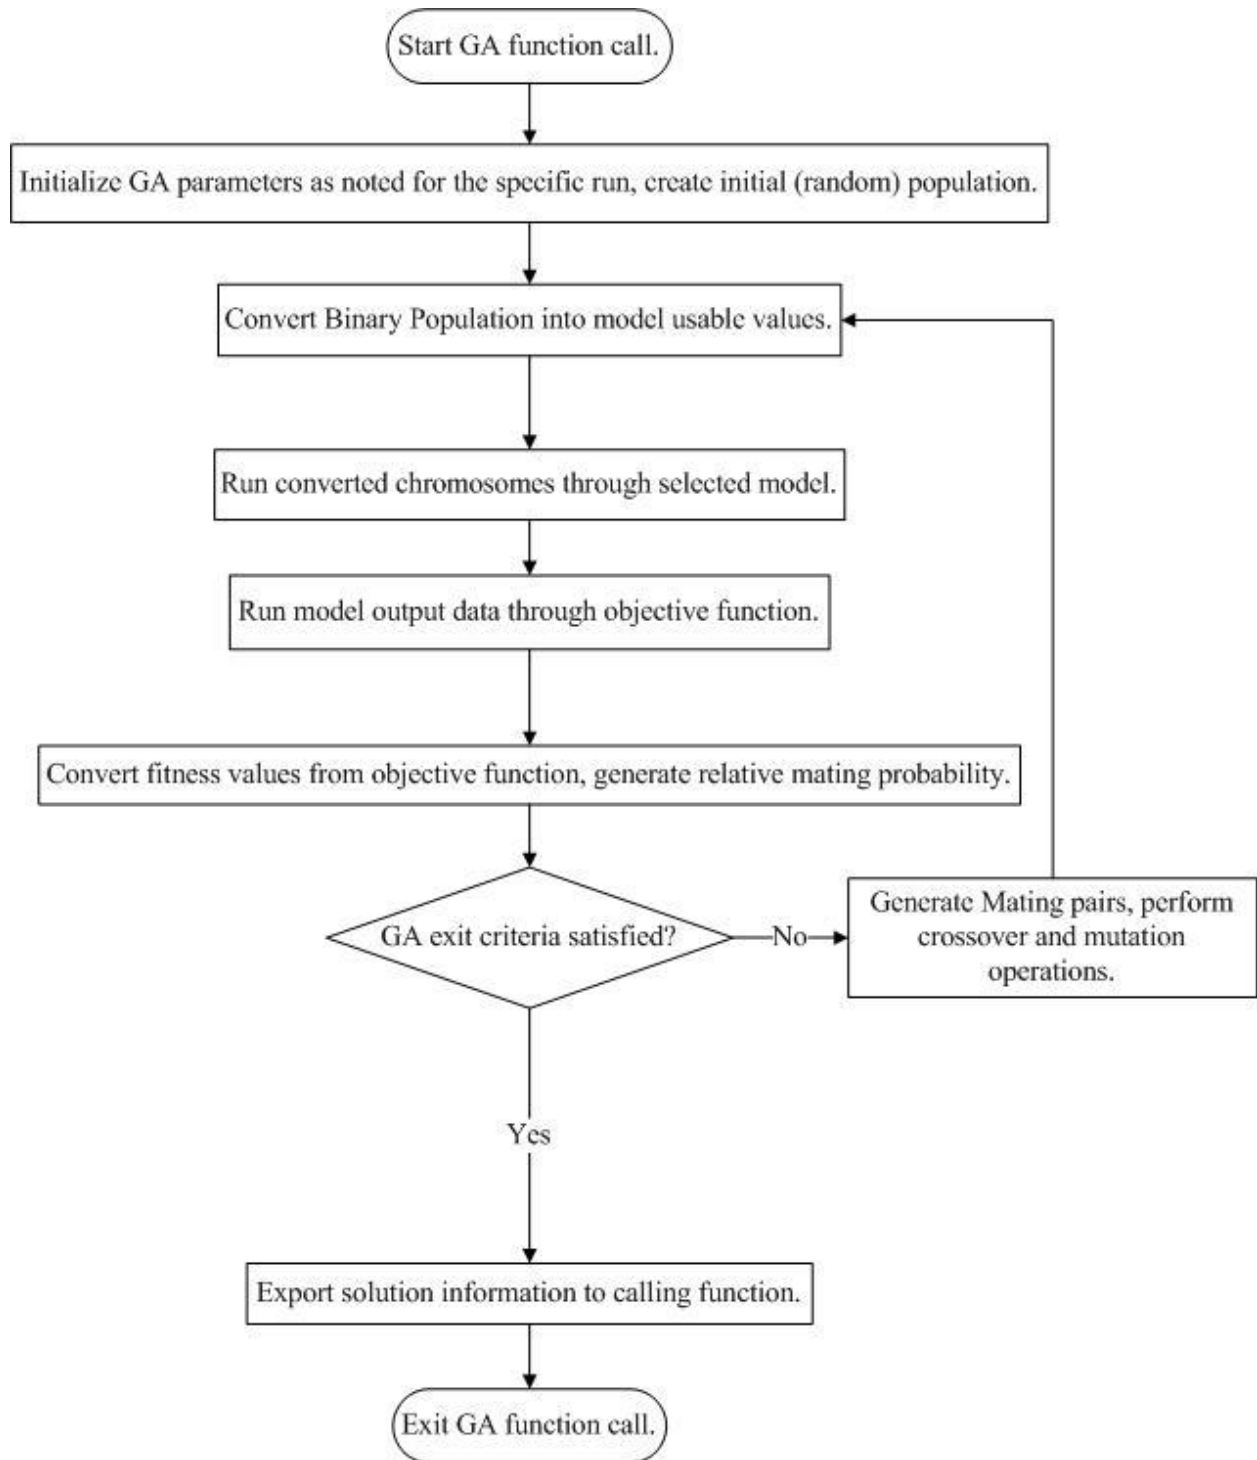 Start GA function call.
Initialize GA parameters as noted for the specific run, create initial (random) population.
Convert Binary Population into model usable values.
Run converted chromosomes through selected model.
Run model output data through objective function.
Convert fitness values from objective function, generate relative mating probability.
GA exit criteria satisfied?
No
Generate Mating pairs, perform
crossover and mutation
operations.
Yes
Export solution information to calling function.
Exit GA function call.